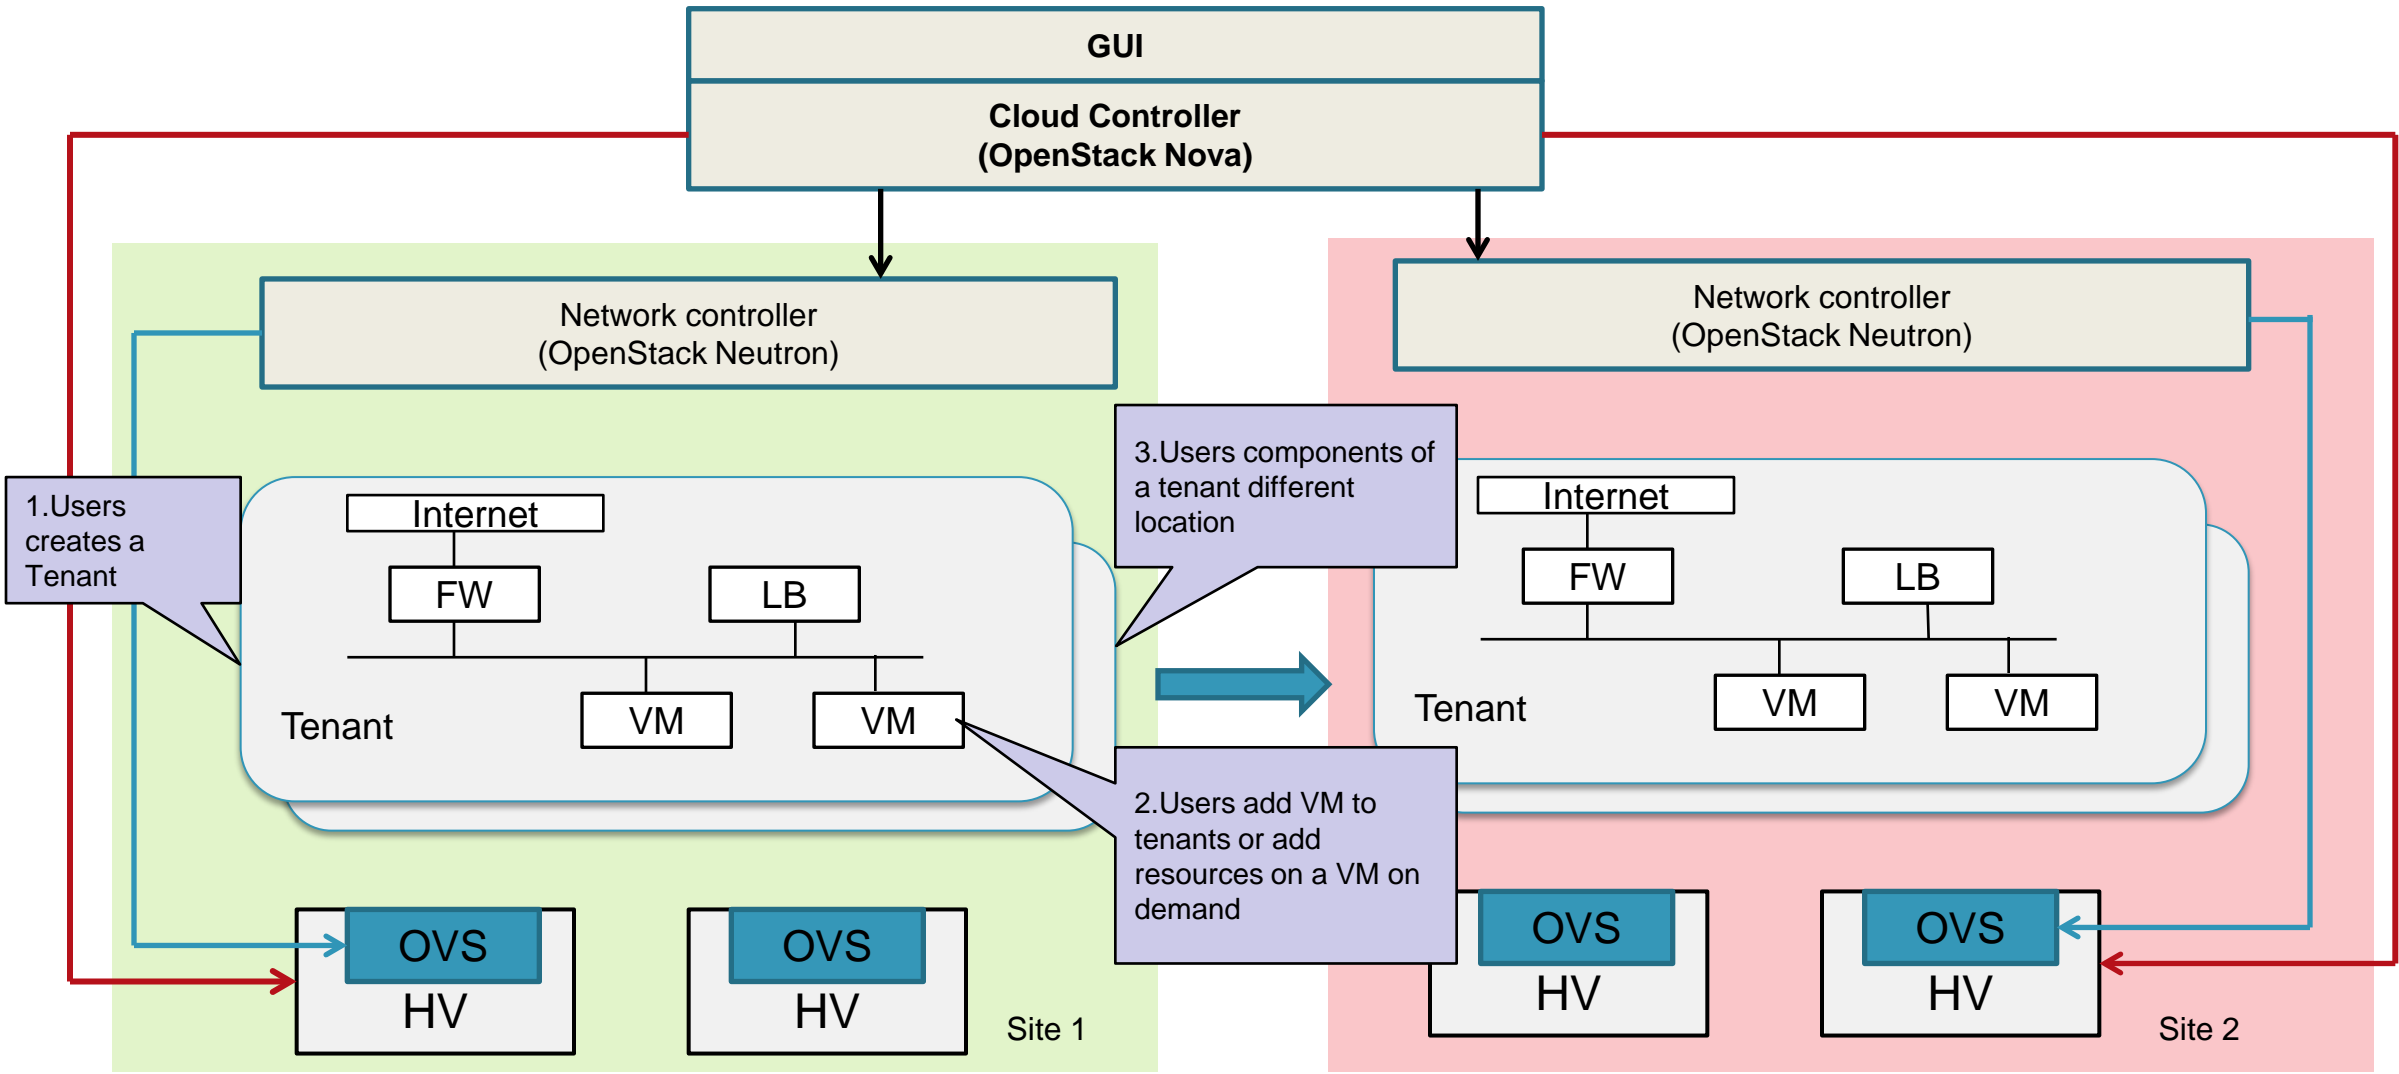 GUI
Cloud Controller
(OpenStack Nova)
Network controller
(OpenStack Neutron)
Network controller
(OpenStack Neutron)
1.Users
creates a
Tenant
Internet
FW
LB
VM
VM
Tenant
3.Users components of
a tenant different
location
Internet
FW
LB
VM
VM
Tenant
2.Users add VM to
tenants or add
resources on a VM on
demand
OVS
HV
OVS
HV
Site 1
OVS
HV
OVS
HV
Site 2